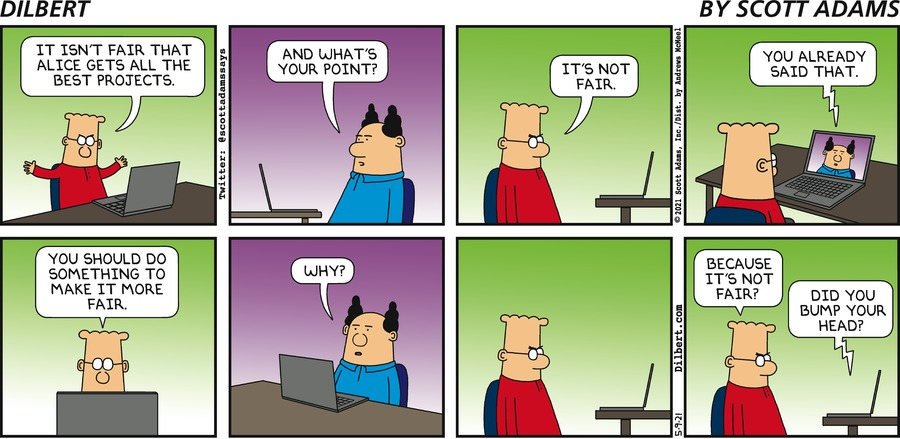 DILBERT
BY SCOTT ADAMS
IT ISN'T FAIR THAT
ALICE GETS ALL THE
BEST PROJECTS.
Twitter: @scottadamssays
AND WHAT'S
YOUR POINT?
IT'S NOT
FAIR.
© 2021 Scott Adams, Inc./Dist. by Andrews McMeel
YOU ALREADY
SAID THAT.
YOU SHOULD DO
SOMETHING TO
MAKE IT MORE
FAIR.
WHY?
5-9-21
Dilbert.com
BECAUSE
IT'S NOT
FAIR?
DID YOU
BUMP YOUR
HEAD?